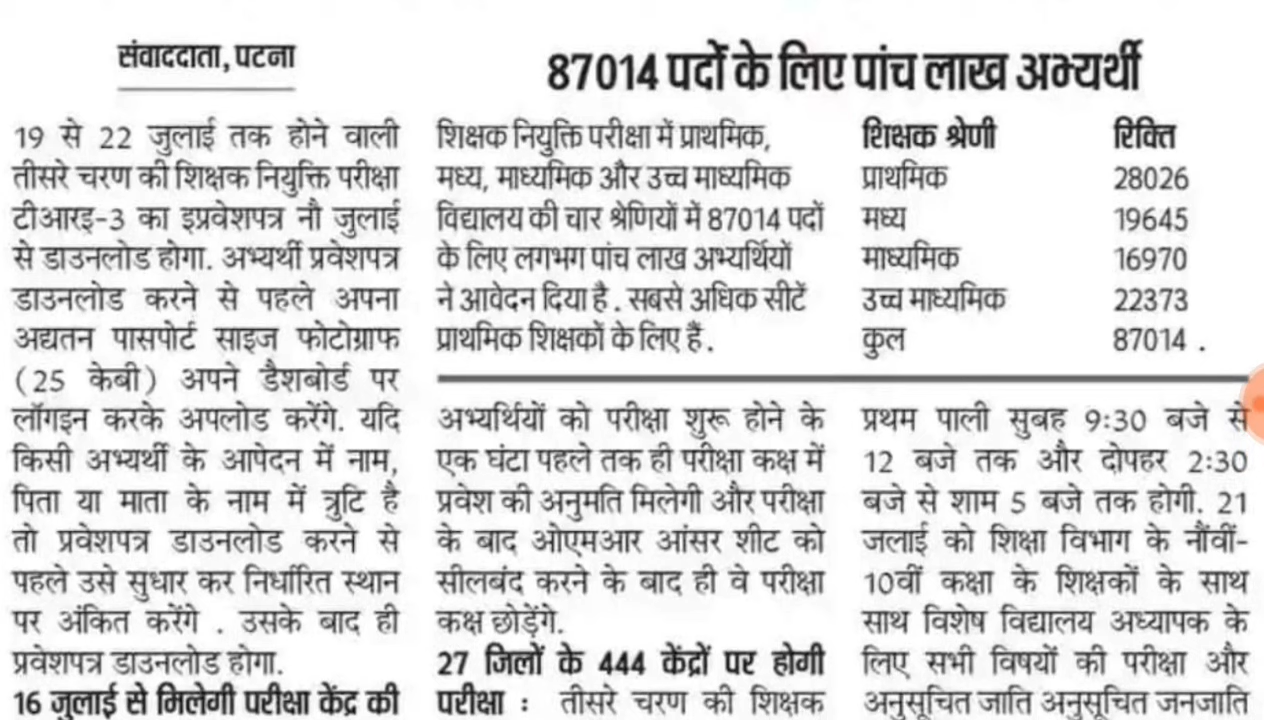 संवाददाता, पटना
19 से 22 जुलाई तक होने वाली
तीसरे चरण की शिक्षक नियुक्ति परीक्षा
टीआरइ-3 का इप्रवेशपत्र नौ जुलाई
से डाउनलोड होगा. अभ्यर्थी प्रवेशपत्र
डाउनलोड करने से पहले अपना
अद्यतन पासपोर्ट साइज फोटोग्राफ
(25 केबी) अपने डैशबोर्ड पर
लॉगइन करके अपलोड करेंगे. यदि
किसी अभ्यर्थी के आपेदन में नाम,
पिता या माता के नाम में त्रुटि है
तो प्रवेशपत्र डाउनलोड करने से
पहले उसे सुधार कर निर्धारित स्थान
पर अंकित करेंगे . उसके बाद ही
प्रवेशपत्र डाउनलोड होगा.
16 जुलाई से मिलेगी परीक्षा केंद्र की
87014 पदों के लिए पांच लाख अभ्यर्थी
शिक्षक नियुक्ति परीक्षा में प्राथमिक,
मध्य, माध्यमिक और उच्च माध्यमिक
विद्यालय की चार श्रेणियों में 87014 पदों
के लिए लगभग पांच लाख अभ्यर्थियों
ने आवेदन दिया है . सबसे अधिक सीटें
प्राथमिक शिक्षकों के लिए हैं .
शिक्षक श्रेणी रिक्ति
प्राथमिक 28026
मध्य 19645
माध्यमिक 16970
उच्च माध्यमिक 22373
कुल 87014 .
अभ्यर्थियों को परीक्षा शुरू होने के
एक घंटा पहले तक ही परीक्षा कक्ष में
प्रवेश की अनुमति मिलेगी और परीक्षा
के बाद ओएमआर आंसर शीट को
सीलबंद करने के बाद ही वे परीक्षा
कक्ष छोड़ेंगे.
27 जिलों के 444 केंद्रों पर होगी
परीक्षा : तीसरे चरण की शिक्षक
प्रथम पाली सुबह 9:30 बजे से
12 बजे तक और दोपहर 2:30
बजे से शाम 5 बजे तक होगी. 21
जलाई को शिक्षा विभाग के नौंवीं-
10वीं कक्षा के शिक्षकों के साथ
साथ विशेष विद्यालय अध्यापक के
लिए सभी विषयों की परीक्षा और
अनुसूचित जाति अनुसूचित जनजाति